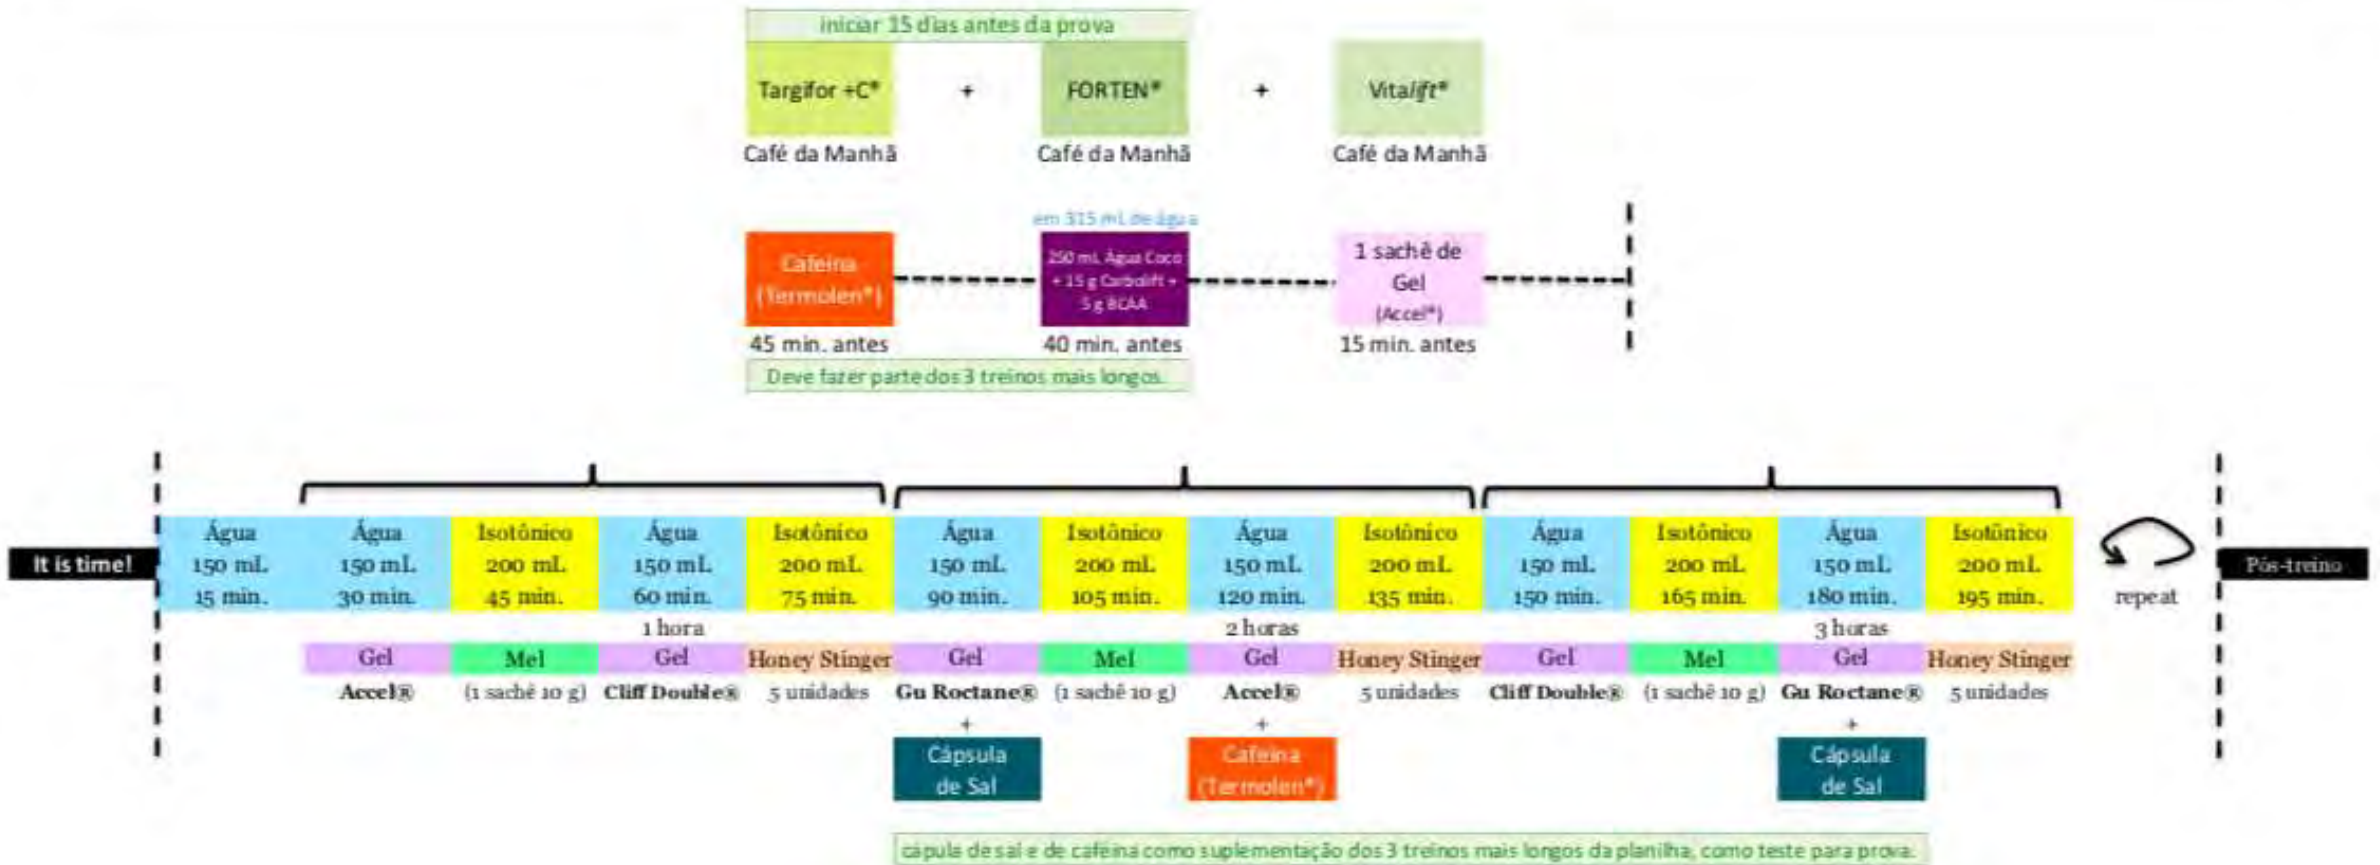 iniciar 15 dias antes da prova
Targifor +C® + FORTEN® + Vitalift®
Café da Manhã Café da Manhã Café da Manhã
em 315 mL de água
Cafeína
(Termolen®)
250 mL Água Coco
+ 15 g Carbolift +
5 g BCAA
1 sachê de
Gel
(Accel®)
45 min. antes 40 min. antes 15 min. antes
Deve fazer parte dos 3 treinos mais longos.
It is time!
Água Água Isotônico Água Isotônico Água Isotônico Água Isotônico Água Isotônico Água Isotônico
150 mL 150 mL 200 mL 150 mL 200 mL 150 mL 200 mL 150 mL 200 mL 150 mL 200 mL 150 mL 200 mL
15 min. 30 min. 45 min. 60 min. 75 min. 90 min. 105 min. 120 min. 135 min. 150 min. 165 min. 180 min. 195 min.
repeat
Pós-treino
1 hora 2 horas 3 horas
Gel Mel Gel Honey Stinger Gel Mel Gel Honey Stinger Gel Mel Gel Honey Stinger
Accel® (1 sachê 10 g) Cliff Double® 5 unidades Gu Roctane® (1 sachê 10 g) Accel® 5 unidades Cliff Double® (1 sachê 10 g) Gu Roctane® 5 unidades
+ + +
Cápsula
de Sal
Cafeína
(Termolen®)
Cápsula
de Sal
cápula de sal e de cafeína como suplementação dos 3 treinos mais longos da planilha, como teste para prova.